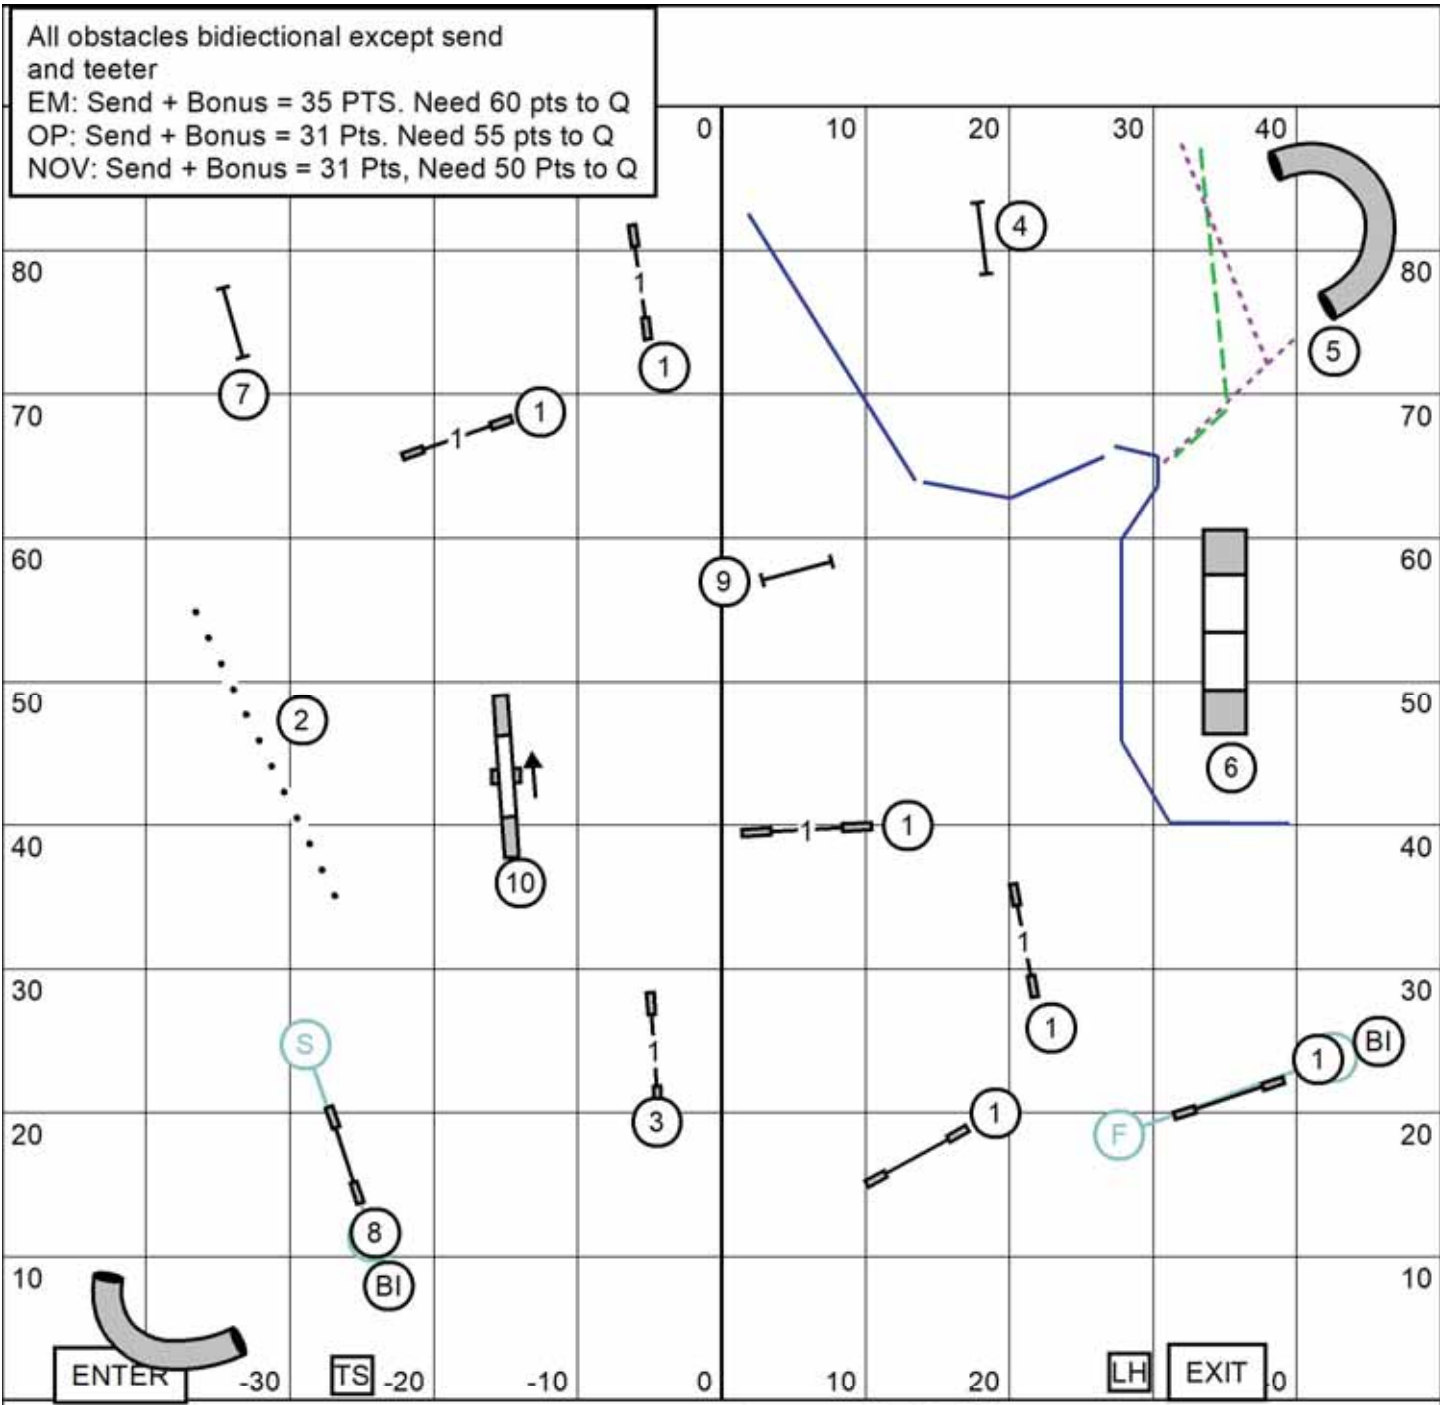 All obstacles bidiectional except send
and teeter
EM: Send + Bonus = 35 PTS. Need 60 pts to Q
OP: Send + Bonus = 31 Pts. Need 55 pts to Q
NOV: Send + Bonus = 31 Pts, Need 50 Pts to Q
0 10 20 30 40
4
80 80
1
5
7
1
1
70 70
60 60
9
50 50
2
6
1 1
40 40
10
1
30 30
1
S
1
1
BI
3
1
F
20 20
8
10 10
BI
ENTER -30 TS -20 -10 0 10 20 LH EXIT 0